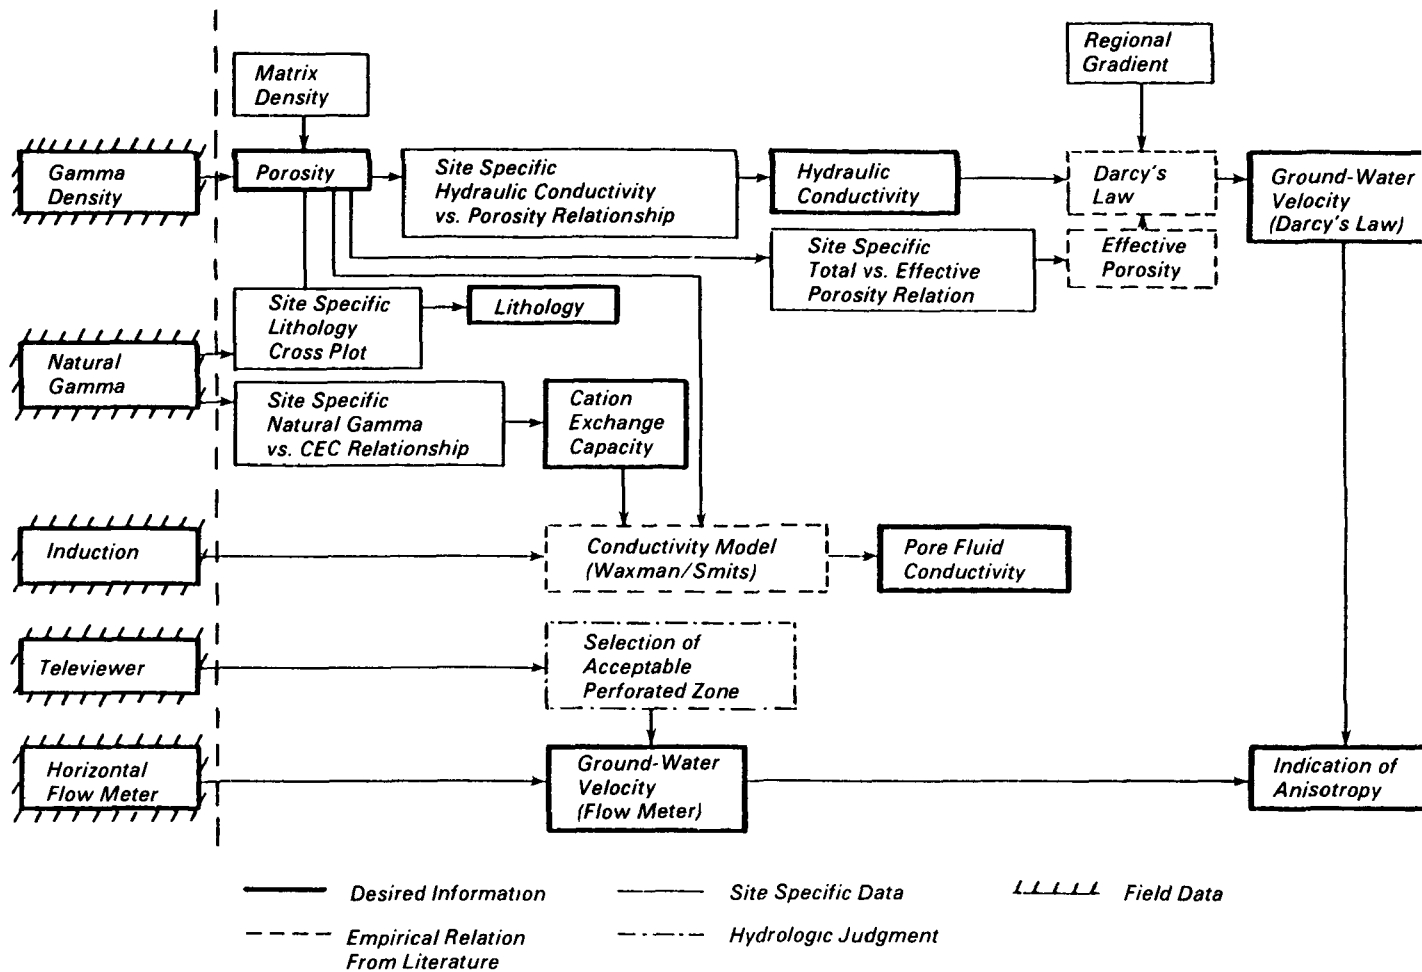 Regional
Gradient
Matrix
Density
Gamma
Density
Porosity
Site Specific
Hydraulic Conductivity
vs. Porosity Relationship
Hydraulic
Conductivity
Darcy's
Law
Ground-Water
Velocity
(Darcy's Law)
Site Specific
Total vs. Effective
Porosity Relation
Effective
Porosity
Site Specific
Lithology
Cross Plot
Lithology
Natural
Gamma
Site Specific
Natural Gamma
vs. CEC Relationship
Cation
Exchange
Capacity
Induction
Conductivity Model
(Waxman/Smits)
Pore Fluid
Conductivity
Televiewer
Selection of
Acceptable
Perforated Zone
Horizontal
Flow Meter
Ground-Water
Velocity
(Flow Meter)
Indication of
Anisotropy
Desired Information
Site Specific Data
Field Data
Empirical Relation
From Literature
Hydrologic Judgment